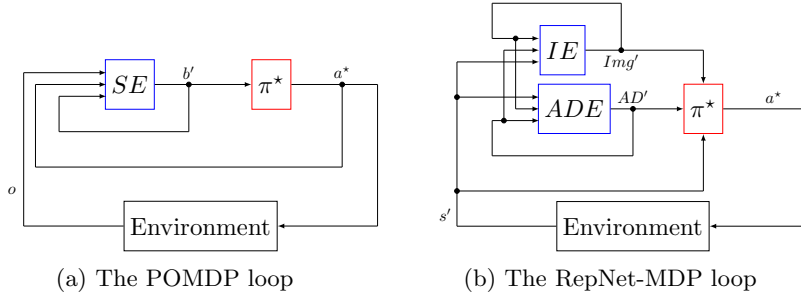 SE
b′
π⋆
a⋆
o
Environment
(a) The POMDP loop
IE
Img′
ADE
AD′
π⋆
a⋆
s′
Environment
(b) The RepNet-MDP loop